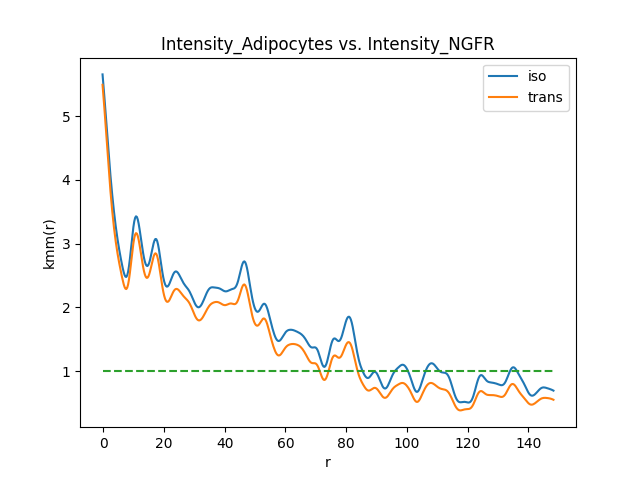 Intensity_Adipocytes vs. Intensity_NGFR
iso
trans
kmm(r)
5
4
3
2
1
0 20 40 60 80 100 120 140
r